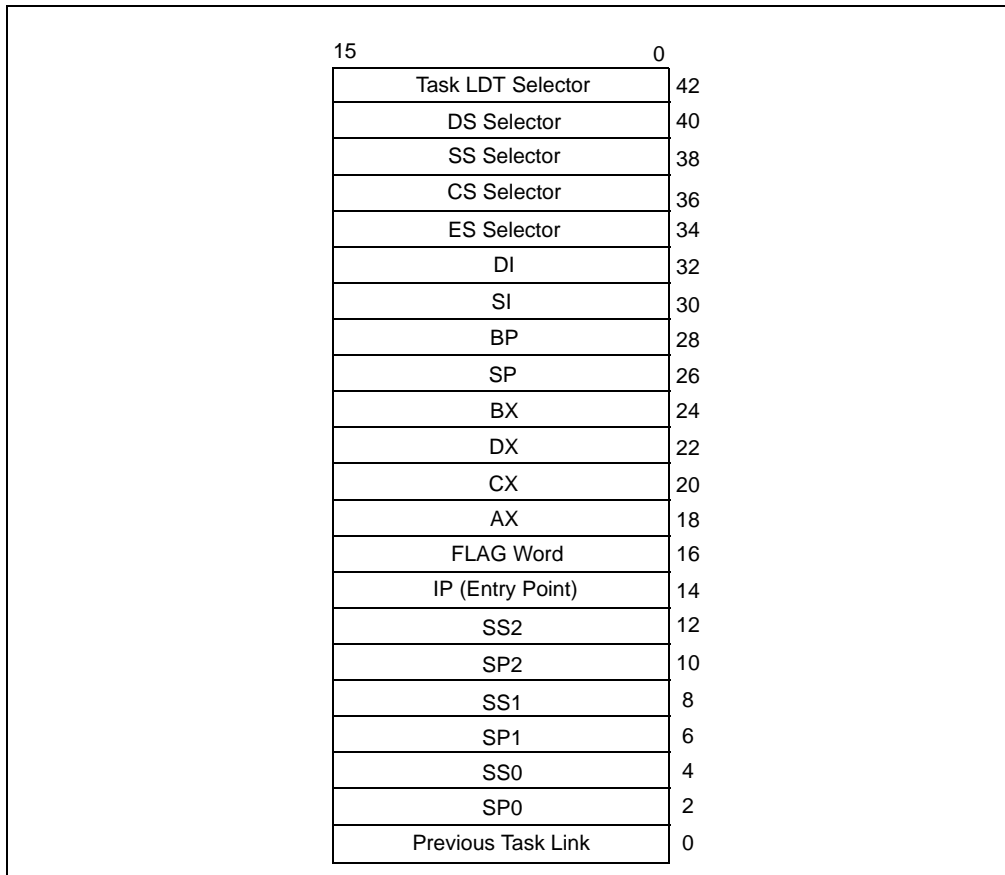 15 0
Task LDT Selector 42
DS Selector 40
SS Selector 38
CS Selector 36
ES Selector 34
DI 32
SI 30
BP 28
SP 26
BX 24
DX 22
CX 20
AX 18
FLAG Word 16
IP (Entry Point) 14
SS2 12
SP2 10
SS1 8
SP1 6
SS0 4
SP0 2
Previous Task Link 0